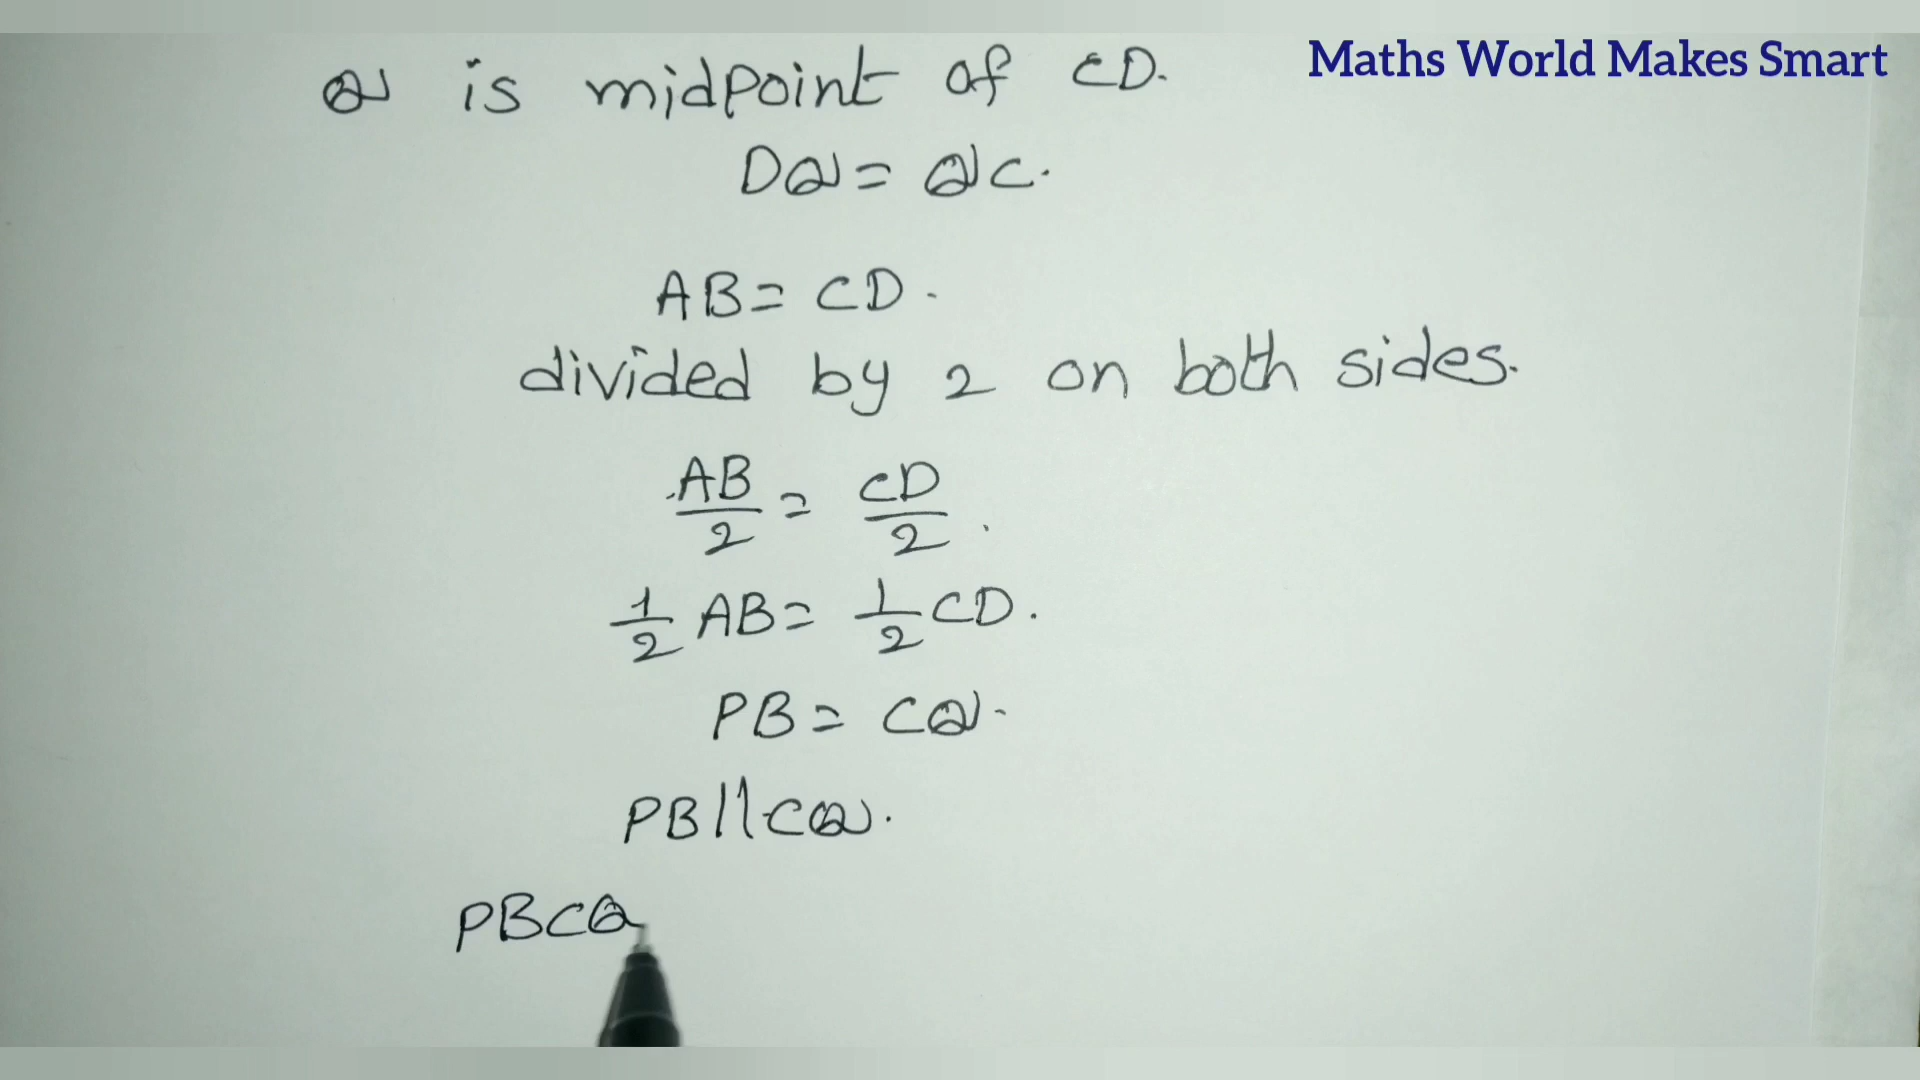 Maths World Makes Smart
Q is midpoint of CD.
DQ = QC.
AB = CD.
divided by 2 on both sides.
AB/2 = CD/2.
1/2 AB = 1/2 CD.
PB = CQ.
PB || CQ.
PBCQ